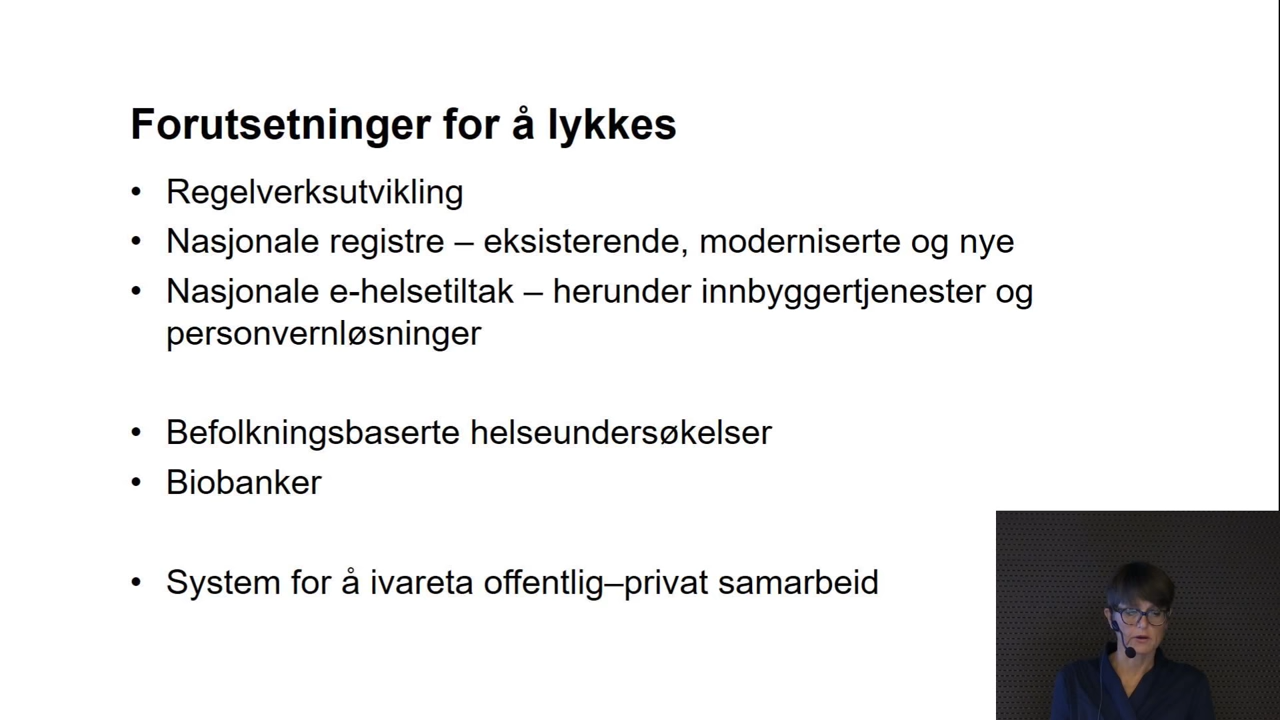 Forutsetninger for å lykkes
• Regelverksutvikling
• Nasjonale registre – eksisterende, moderniserte og nye
• Nasjonale e-helsetiltak – herunder innbyggertjenester og
personvernløsninger
• Befolkningsbaserte helseundersøkelser
• Biobanker
• System for å ivareta offentlig–privat samarbeid